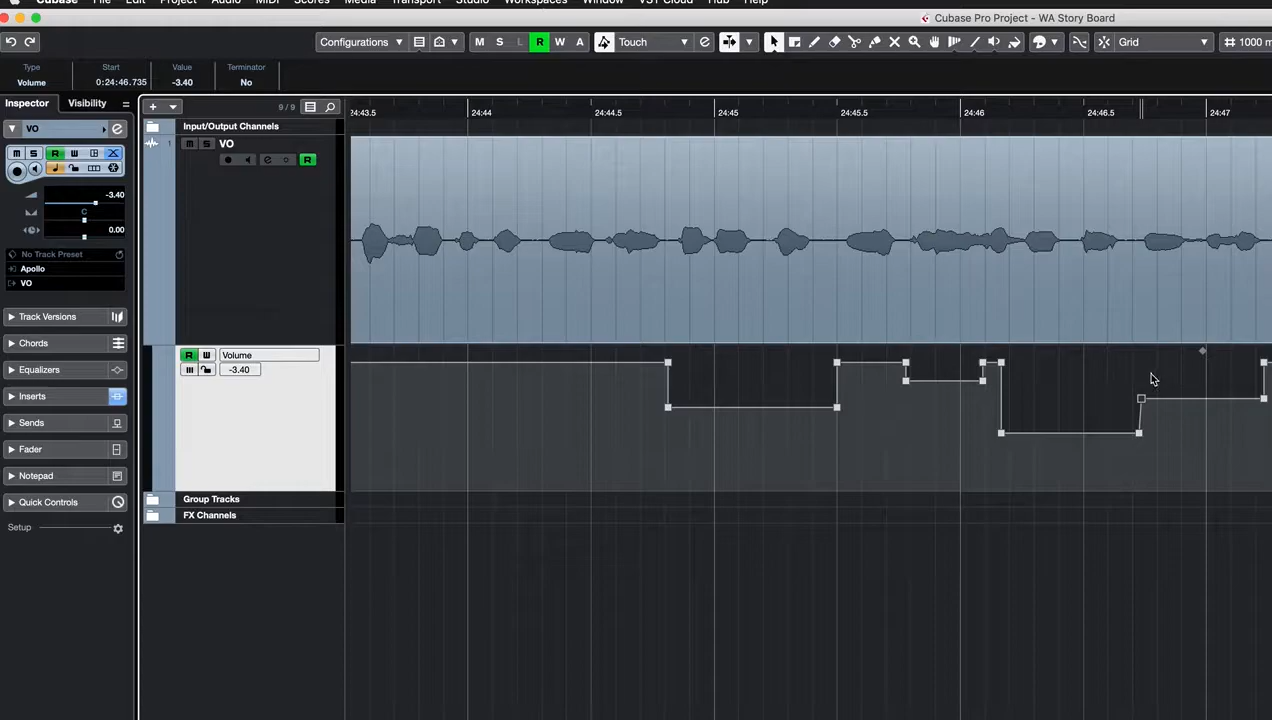 Cubase File Edit Project Audio MIDI Scores Media Transport Studio Workspaces Window VST Cloud Hub Help
Cubase Pro Project - WA Story Board
Configurations M S L R W A Touch Grid 1000 m
Type Start Value Terminator
Volume 0:24:46.735 -3.40 No
Inspector Visibility 9/9 24:43.5 24:44 24:44.5 24:45 24:45.5 24:46 24:46.5 24:47
VO Input/Output Channels
1 M S VO
M S R W
R
-3.40
C
0.00
No Track Preset
Apollo
VO
Track Versions
Chords
R W Volume
-3.40
Equalizers
Inserts
Sends
Fader
Notepad
Quick Controls
Group Tracks
FX Channels
Setup